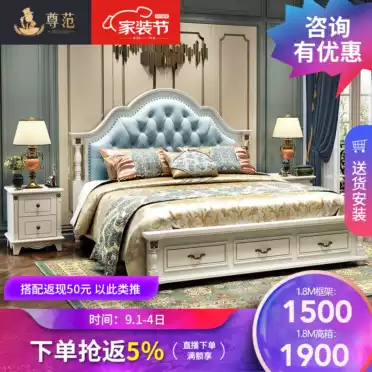 尊范
家装节
咨询
有优惠
送货安装
搭配返现50元 以此类推
时间：9.1-4日
下单抢返5%（直播下单
满额享）
1.8M框架:
1500
1.8M高箱:
1900